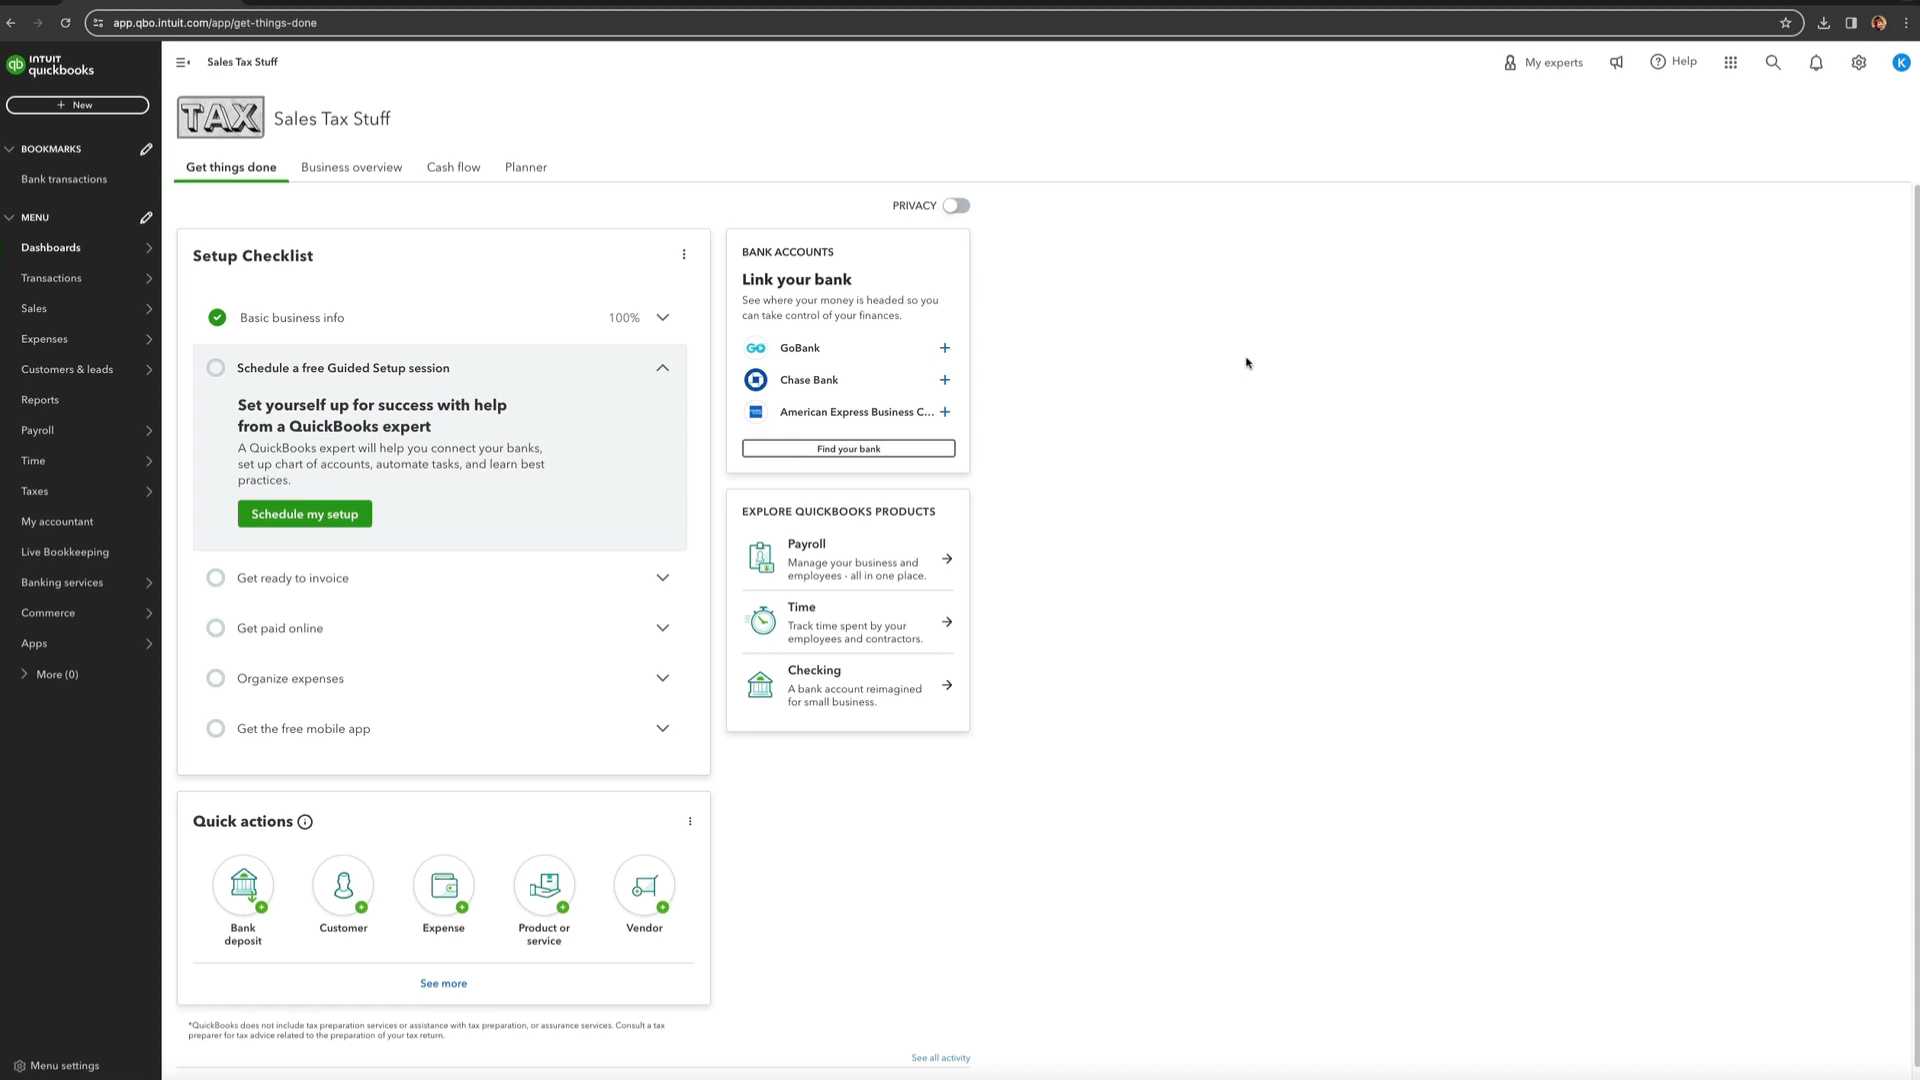 app.qbo.intuit.com/app/get-things-done
qb INTUIT
quickbooks
Sales Tax Stuff
My experts
Help
K
+ New
TAX
Sales Tax Stuff
BOOKMARKS
Bank transactions
MENU
Dashboards
Transactions
Sales
Expenses
Customers & leads
Reports
Payroll
Time
Taxes
My accountant
Live Bookkeeping
Banking services
Commerce
Apps
More (0)
Menu settings
Get things done
Business overview
Cash flow
Planner
PRIVACY
Setup Checklist
Basic business info
100%
Schedule a free Guided Setup session
Set yourself up for success with help
from a QuickBooks expert
A QuickBooks expert will help you connect your banks,
set up chart of accounts, automate tasks, and learn best
practices.
Schedule my setup
Get ready to invoice
Get paid online
Organize expenses
Get the free mobile app
BANK ACCOUNTS
Link your bank
See where your money is headed so you
can take control of your finances.
GoBank
Chase Bank
American Express Business C...
Find your bank
EXPLORE QUICKBOOKS PRODUCTS
Payroll
Manage your business and
employees - all in one place.
Time
Track time spent by your
employees and contractors.
Checking
A bank account reimagined
for small business.
Quick actions
Bank
deposit
Customer
Expense
Product or
service
Vendor
See more
*QuickBooks does not include tax preparation services or assistance with tax preparation, or assurance services. Consult a tax
preparer for tax advice related to the preparation of your tax return.
See all activity